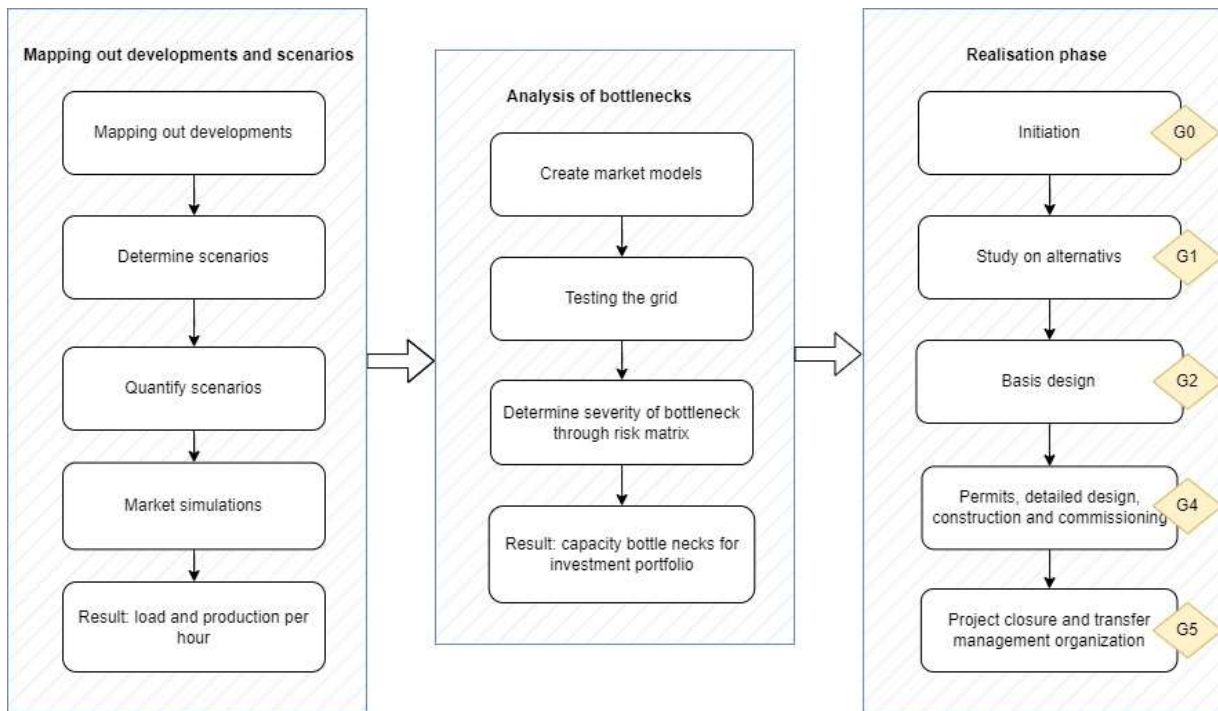 Mapping out developments and scenarios
Mapping out developments
Determine scenarios
Quantify scenarios
Market simulations
Result: load and production per
hour
Analysis of bottlenecks
Create market models
Testing the grid
Determine severity of bottleneck
through risk matrix
Result: capacity bottle necks for
investment portfolio
Realisation phase
Initiation
G0
Study on alternativs
G1
Basis design
G2
Permits, detailed design,
construction and commissioning
G4
Project closure and transfer
management organization
G5